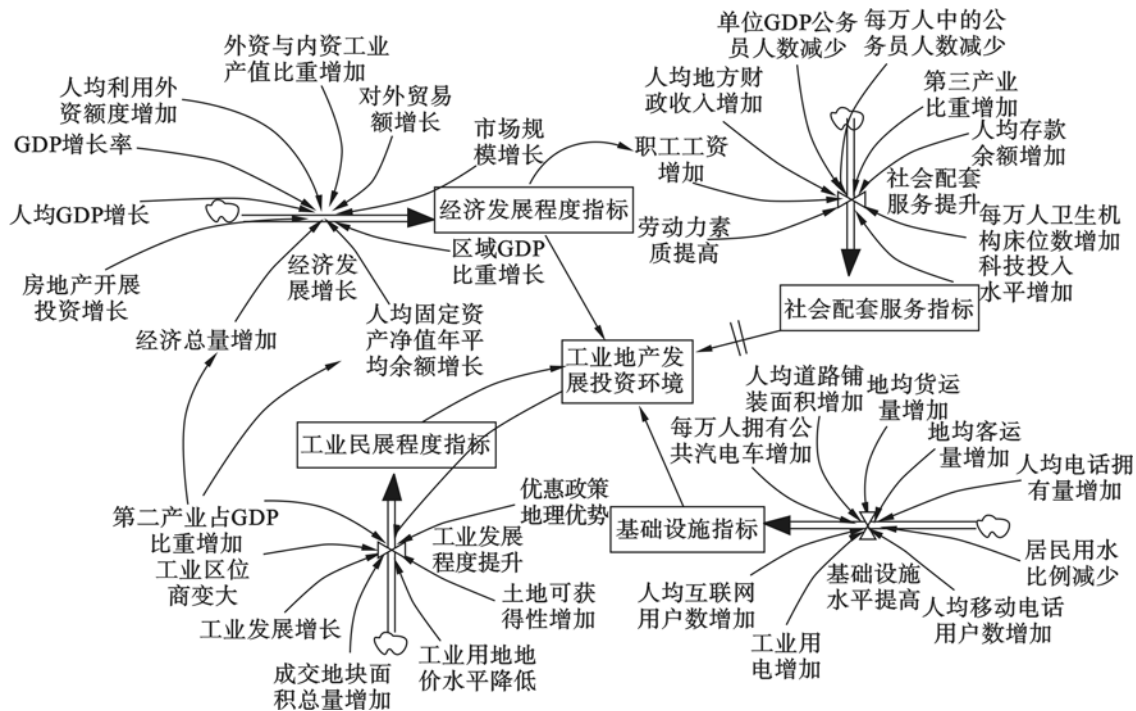 外资与内资工业
产值比重增加
人均利用外
资额度增加
对外贸易
额增长
GDP增长率
市场规
模增长
人均GDP增长
经济发展程度指标
房地产开展
投资增长
经济发
展增长
区域GDP
比重增长
经济总量增加
人均固定资
产净值年平
均余额增长
单位GDP公务
员人数减少
每万人中的公
务员人数减少
人均地方财
政收入增加
第三产业
比重增加
职工工资
增加
人均存款
余额增加
社会配套
服务提升
劳动力素
质提高
每万人卫生机
构床位数增加
科技投入
水平增加
社会配套服务指标
工业地产发
展投资环境
工业民展程度指标
第二产业占GDP
比重增加
工业区位
商变大
工业发展增长
成交地块面
积总量增加
优惠政策
地理优势
工业发展
程度提升
土地可获
得性增加
工业用地地
价水平降低
人均道路铺
装面积增加
地均货运
量增加
每万人拥有公
共汽电车增加
地均客运
量增加
人均电话拥
有量增加
基础设施指标
居民用水
比例减少
人均互联网
用户数增加
基础设施
水平提高
人均移动电话
用户数增加
工业用
电增加